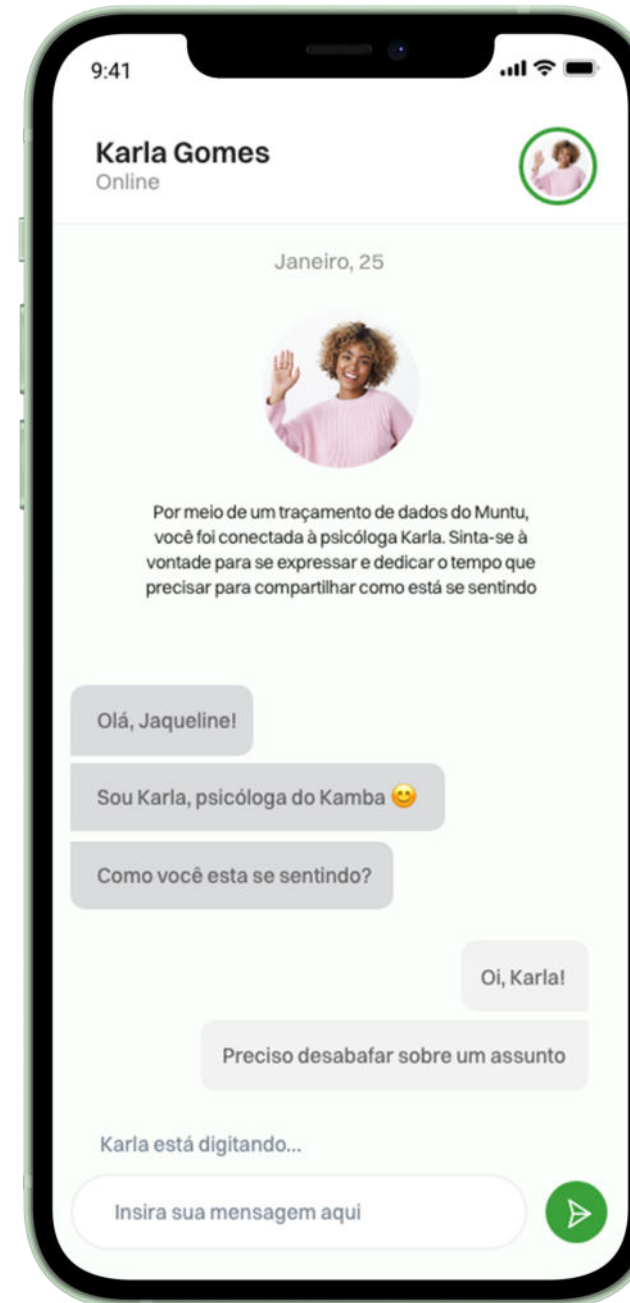 9:41
Karla Gomes
Online
Janeiro, 25
Por meio de um traçamento de dados do Muntu,
você foi conectada à psicóloga Karla. Sinta-se à
vontade para se expressar e dedicar o tempo que
precisar para compartilhar como está se sentindo
Olá, Jaqueline!
Sou Karla, psicóloga do Kamba 😊
Como você esta se sentindo?
Oi, Karla!
Preciso desabafar sobre um assunto
Karla está digitando...
Insira sua mensagem aqui